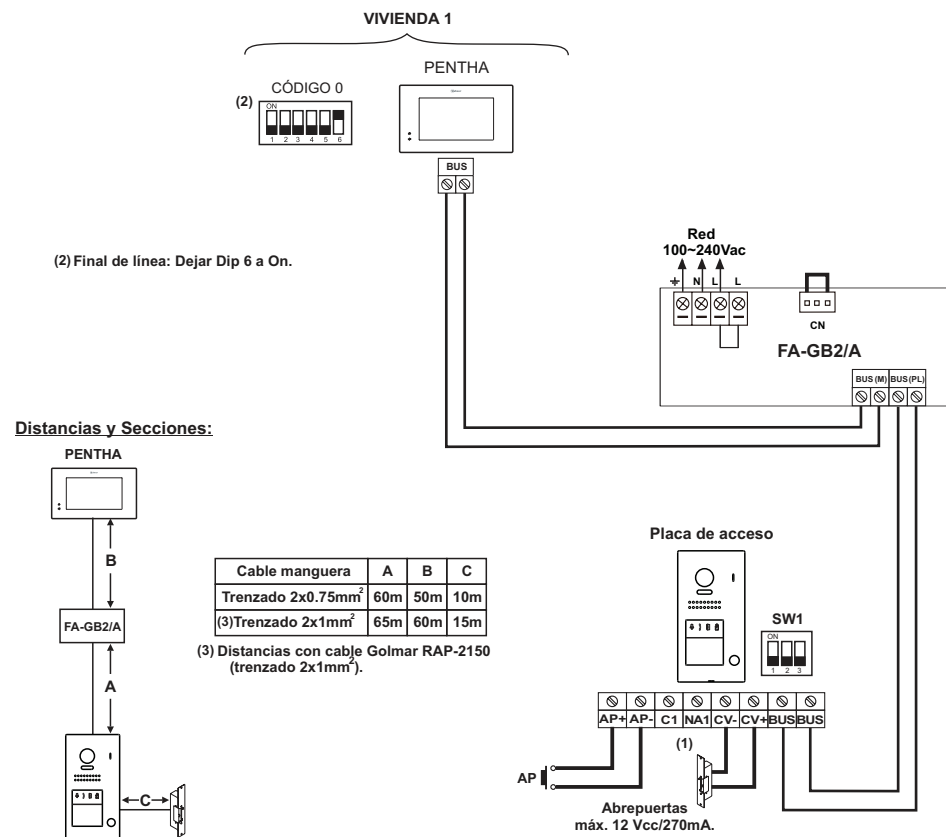 VIVIENDA 1
PENTHA
CÓDIGO 0
(2)
ON
1 2 3 4 5 6
BUS
(2) Final de línea: Dejar Dip 6 a On.
Red
100~240Vac
N L L
CN
FA-GB2/A
BUS(M) BUS(PL)
Distancias y Secciones:
PENTHA
B
FA-GB2/A
A
C
Cable manguera A B C
Trenzado 2x0.75mm² 60m 50m 10m
(3)Trenzado 2x1mm² 65m 60m 15m
(3) Distancias con cable Golmar RAP-2150
(trenzado 2x1mm²).
Placa de acceso
SW1
ON
1 2 3
AP+ AP- C1 NA1 CV- CV+ BUS BUS
(1)
AP
Abrepuertas
máx. 12 Vcc/270mA.